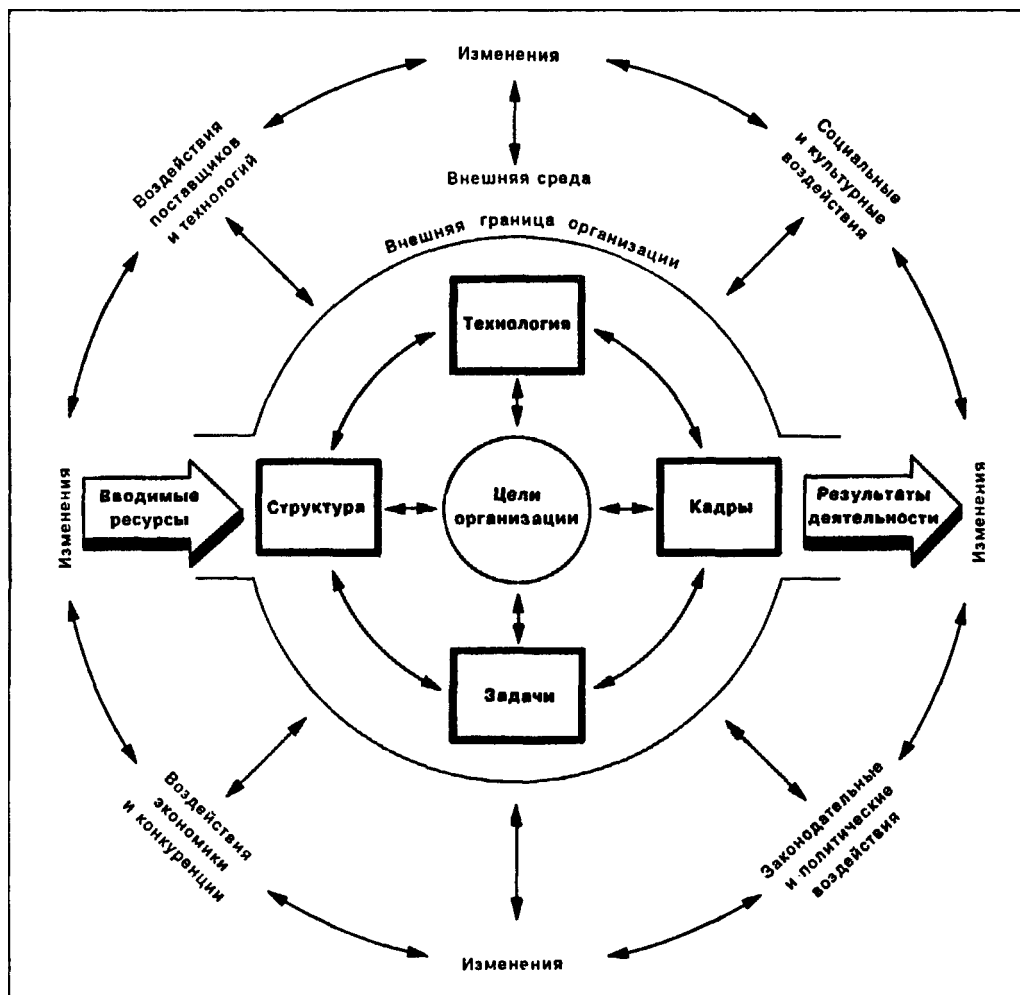 Изменения
Воздействия
поставщиков
и технологий
Социальные
и культурные
воздействия
Внешняя среда
Внешняя граница организации
Технология
Изменения
Вводимые
ресурсы
Структура
Цели
организации
Кадры
Результаты
деятельности
Изменения
Задачи
Воздействия
экономики
и конкуренции
Законодательные
и политические
воздействия
Изменения